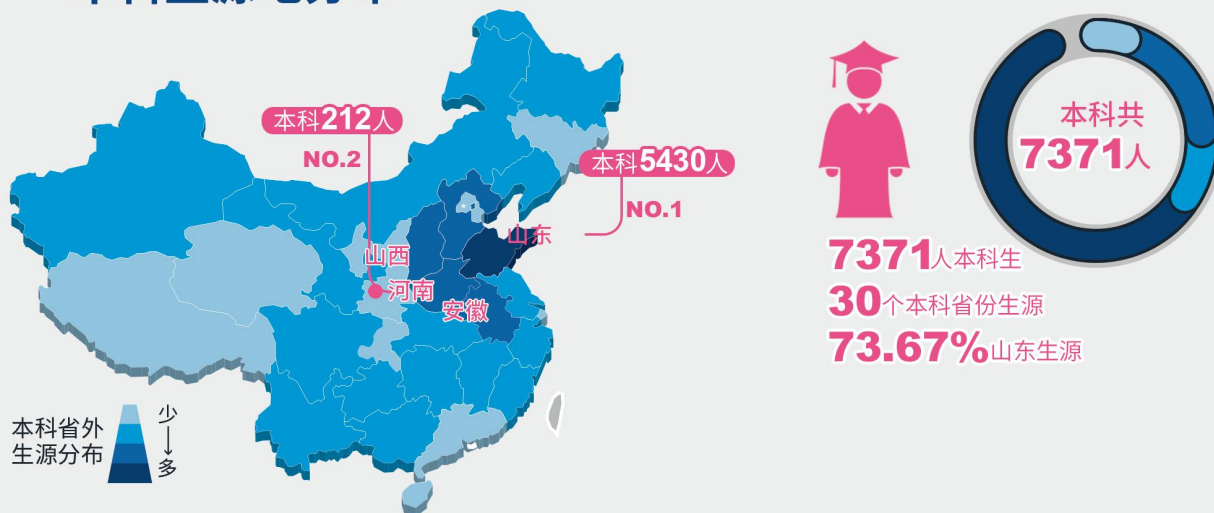 本科212人
NO.2
本科5430人
NO.1
山东
山西
河南
安徽
本科省外
生源分布
少
多
本科共
7371人
7371人本科生
30个本科省份生源
73.67%山东生源